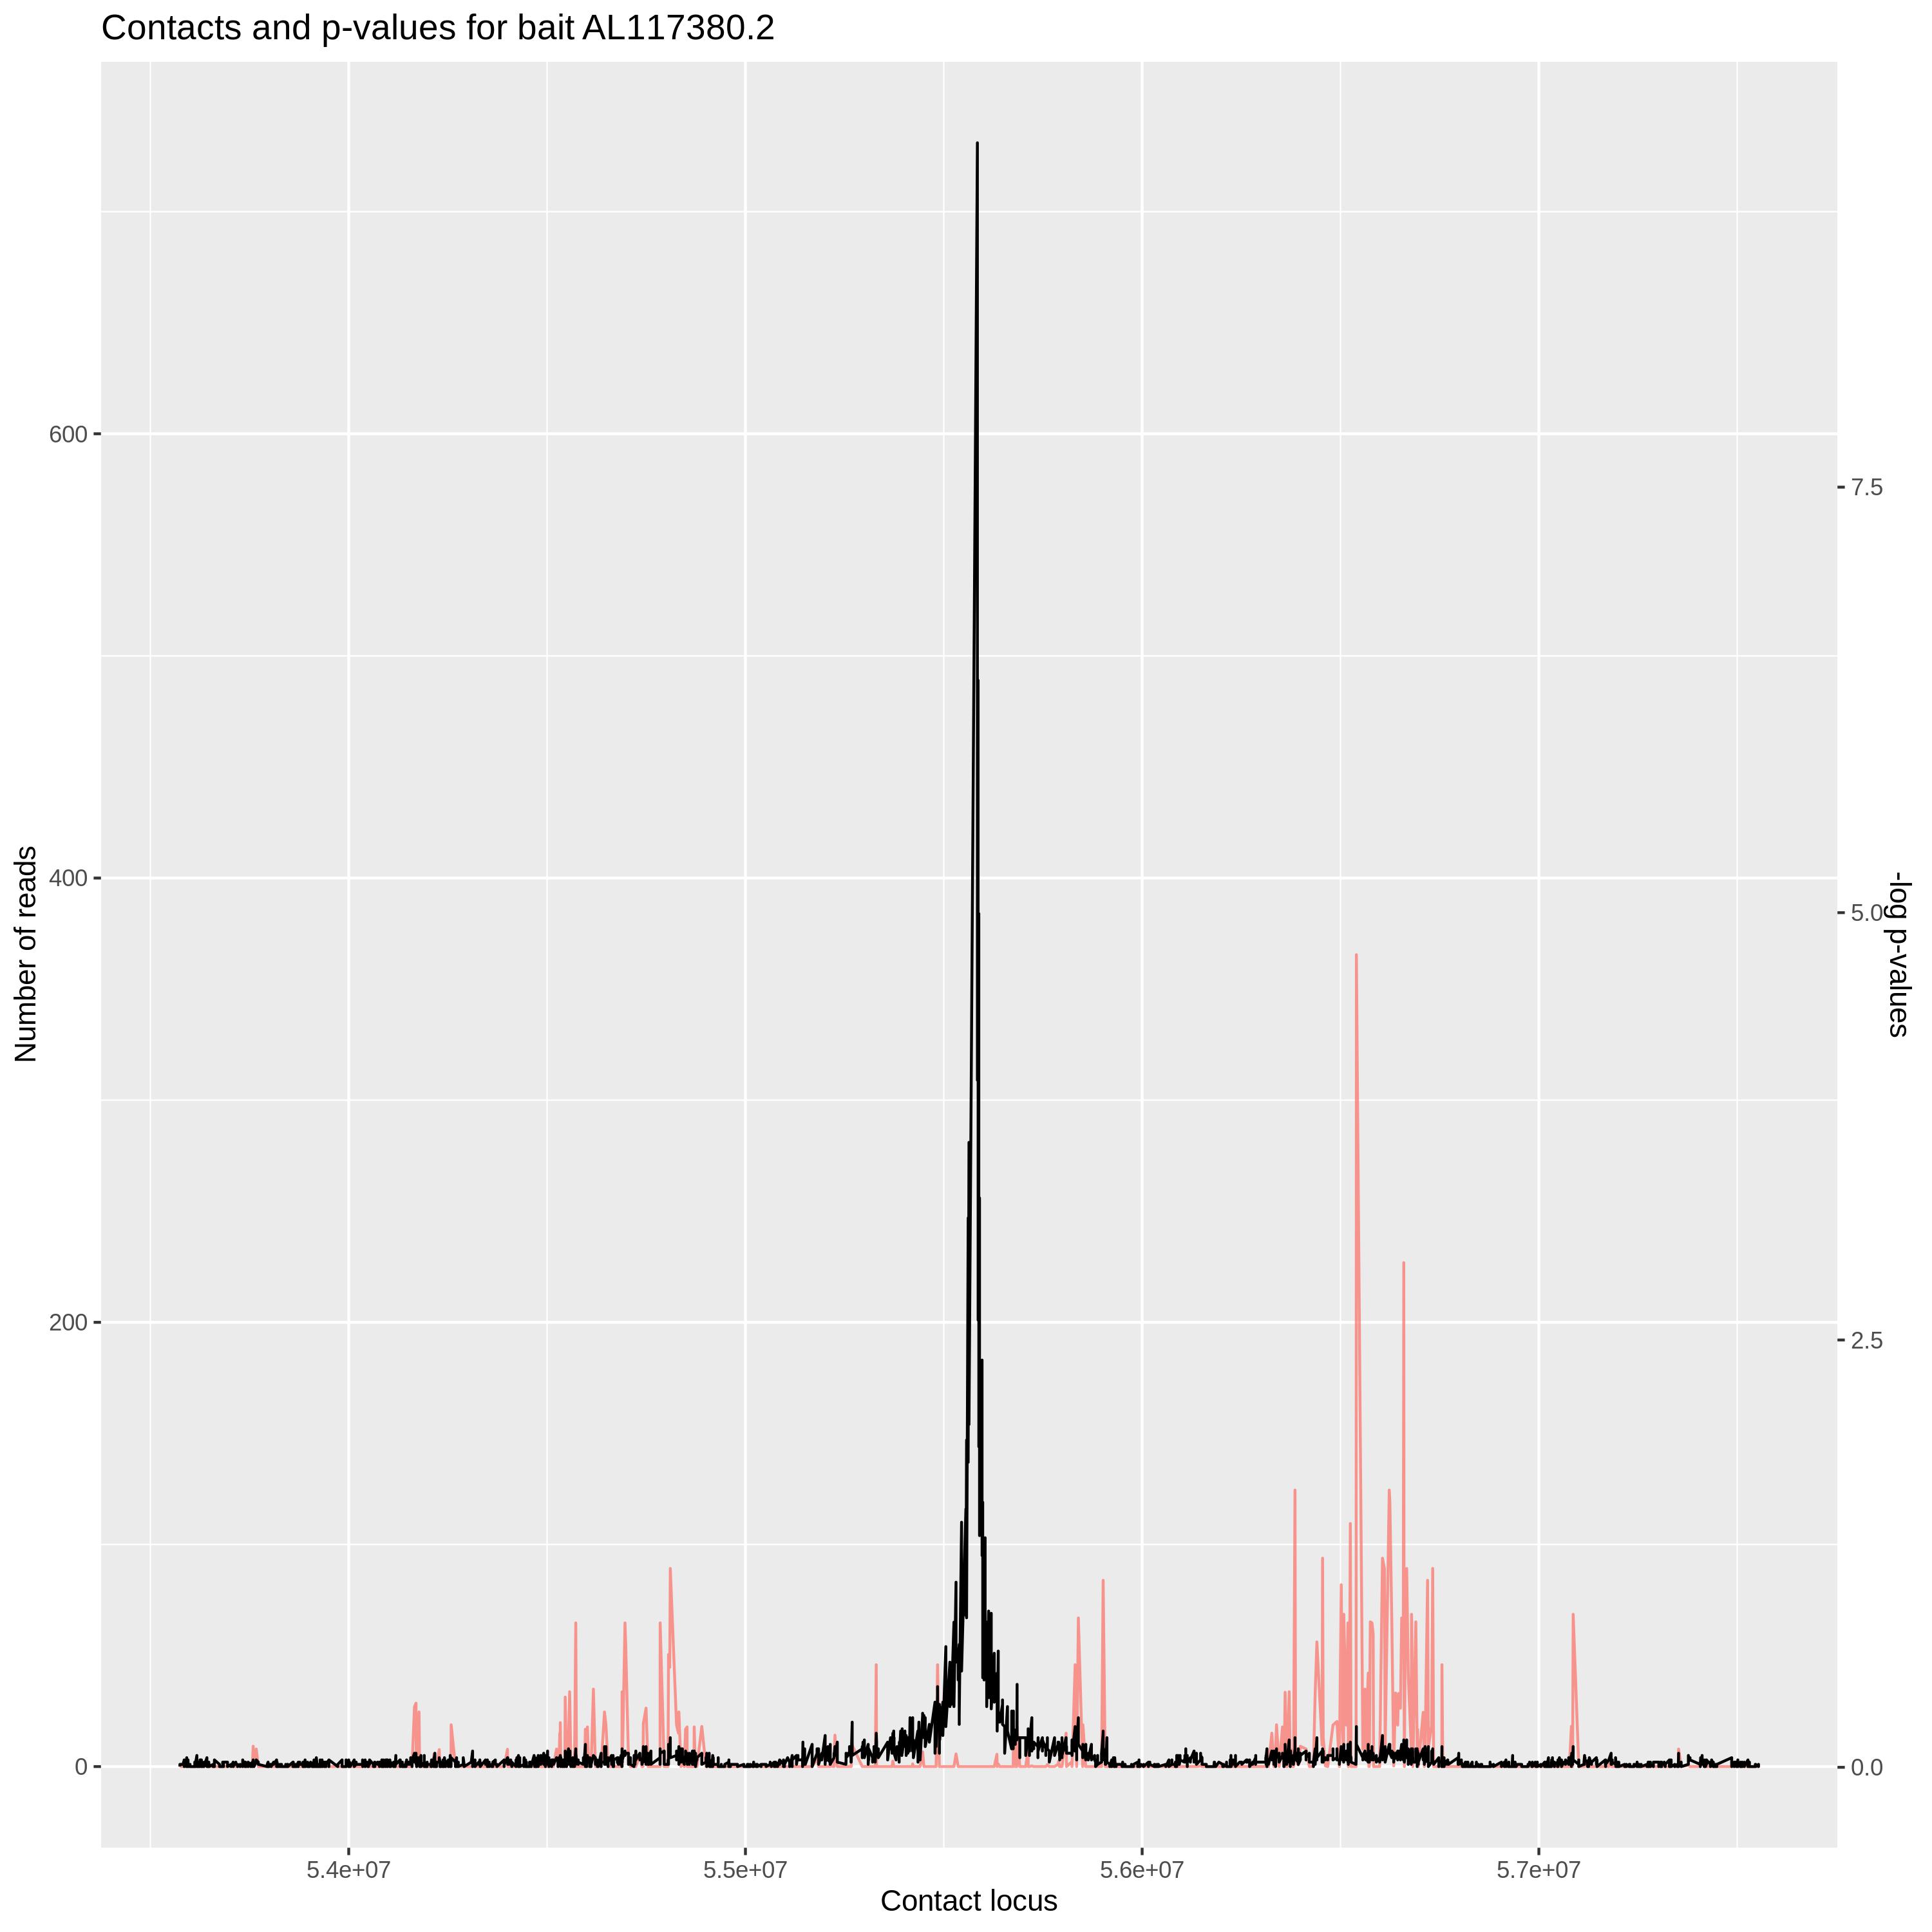 Contacts and p-values for bait AL117380.2
600
400
200
0
Number of reads
7.5
5.0
2.5
0.0
-log p-values
5.4e+07
5.5e+07
5.6e+07
5.7e+07
Contact locus